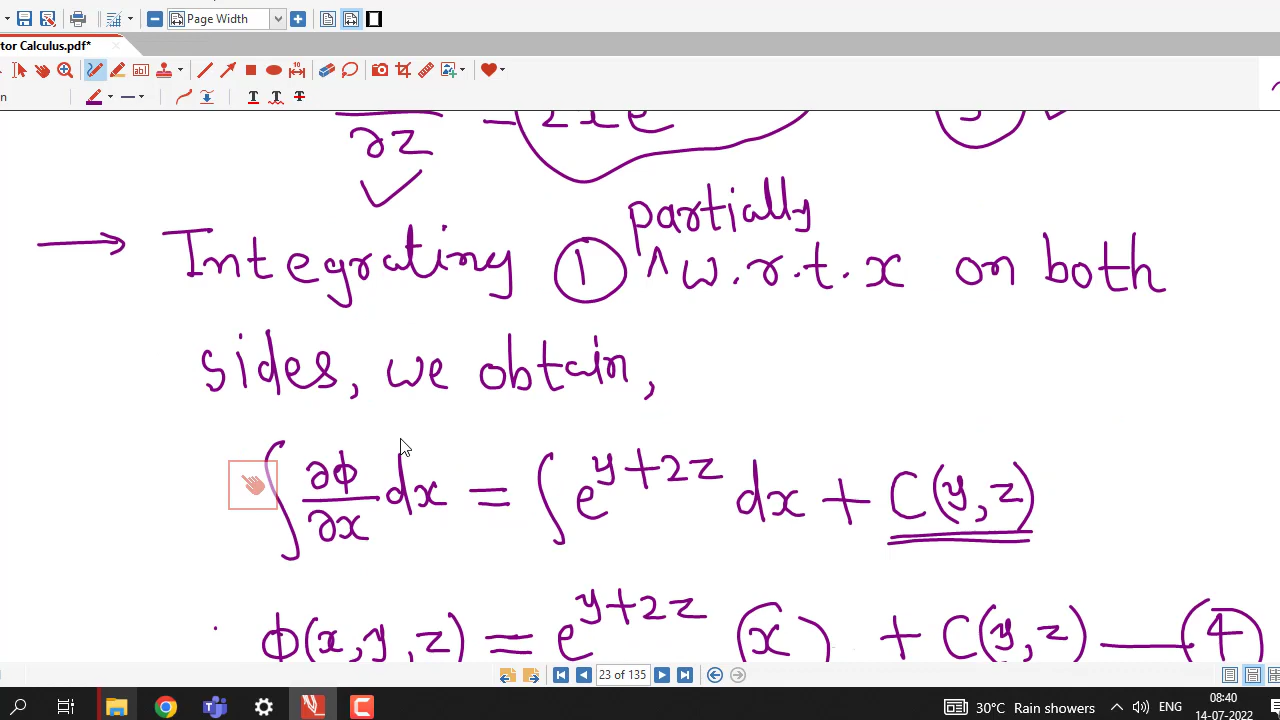 Page Width
tor Calculus.pdf*
n
∂z = 2xe
Integrating ① partially ^ w.r.t. x on both
sides, we obtain,
∫ ∂ϕ/∂x dx = ∫ e^{y+2z} dx + C(y,z)
ϕ(x,y,z) = e^{y+2z} (x) + C(y,z) — ④
23 of 135
30°C Rain showers
ENG
08:40
14-07-2022